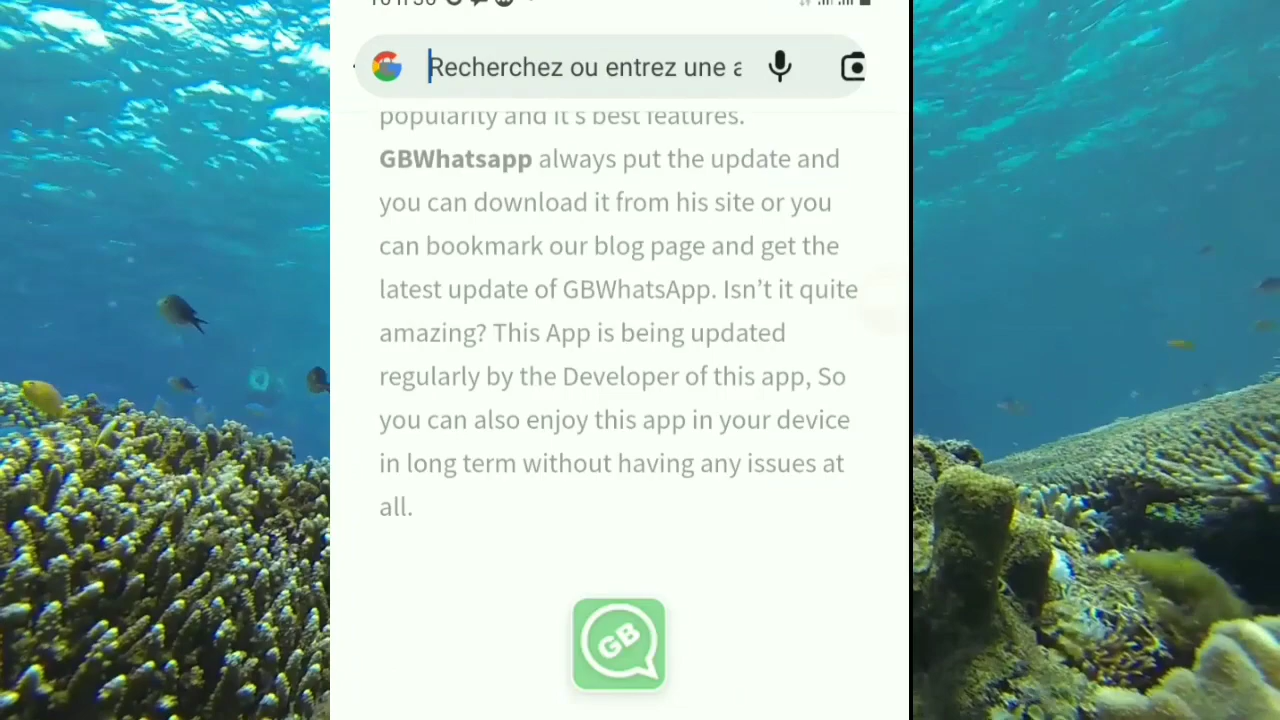 Recherchez ou entrez une a
popularity and it's best features.
GBWhatsapp always put the update and
you can download it from his site or you
can bookmark our blog page and get the
latest update of GBWhatsApp. Isn't it quite
amazing? This App is being updated
regularly by the Developer of this app, So
you can also enjoy this app in your device
in long term without having any issues at
all.
GB